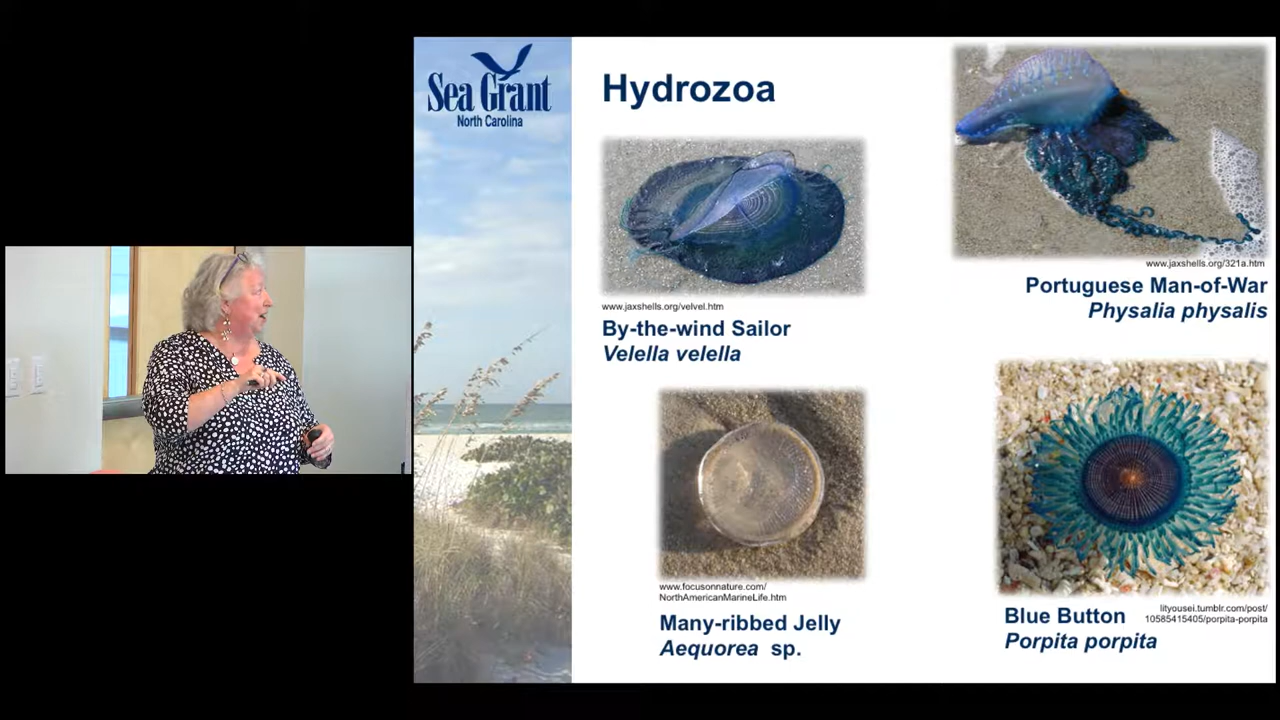 Sea Grant
North Carolina
Hydrozoa
www.jaxshells.org/velvel.htm
By-the-wind Sailor
Velella velella
www.jaxshells.org/321a.htm
Portuguese Man-of-War
Physalia physalis
www.focusonnature.com/
NorthAmericanMarineLife.htm
Many-ribbed Jelly
Aequorea sp.
lityousei.tumblr.com/post/
10585415405/porpita-porpita
Blue Button
Porpita porpita